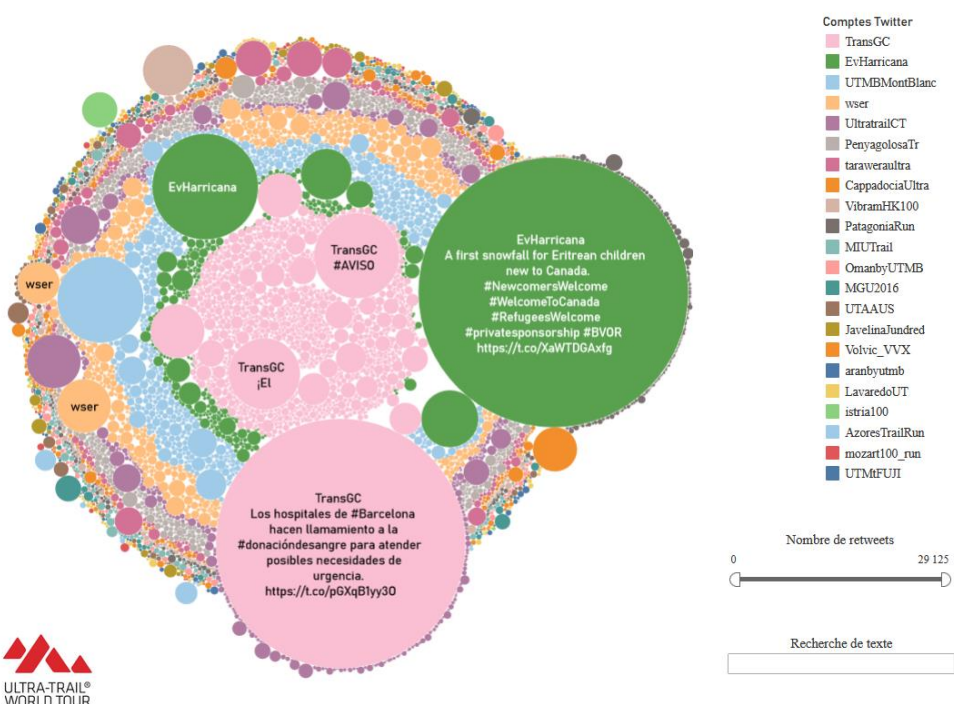 EvHarricana
TransGC
#AVISO
wser
TransGC
¡El
wser
EvHarricana
A first snowfall for Eritrean children
new to Canada.
#NewcomersWelcome
#WelcomeToCanada
#RefugeesWelcome
#privatesponsorship #BVOR
https://t.co/XaWTDGAxfg
TransGC
Los hospitales de #Barcelona
hacen llamamiento a la
#donacióndesangre para atender
posibles necesidades de
urgencia.
https://t.co/pGXqB1yy3O
Comptes Twitter
TransGC
EvHarricana
UTMBMontBlanc
wser
UltratrailCT
PenyagolosaTr
taraweraultra
CappadociaUltra
VibramHK100
PatagoniaRun
MIUTrail
OmanbyUTMB
MGU2016
UTAAUS
JavelinaJundred
Volvic_VVX
aranbyutmb
LavaredoUT
istria100
AzoresTrailRun
mozart100_run
UTMtFUJI
Nombre de retweets
0 29 125
Recherche de texte
ULTRA-TRAIL®
WORLD TOUR